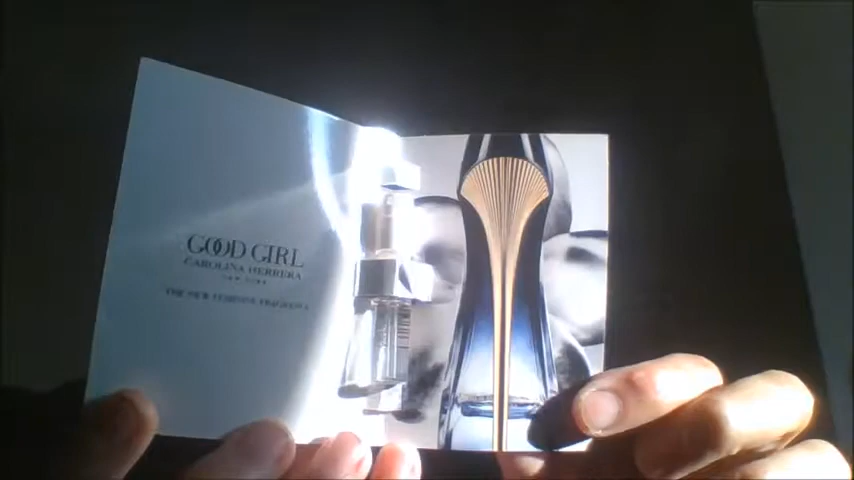 GOOD GIRL
CAROLINA HERRERA
NEW YORK
THE NEW FEMININE FRAGRANCE